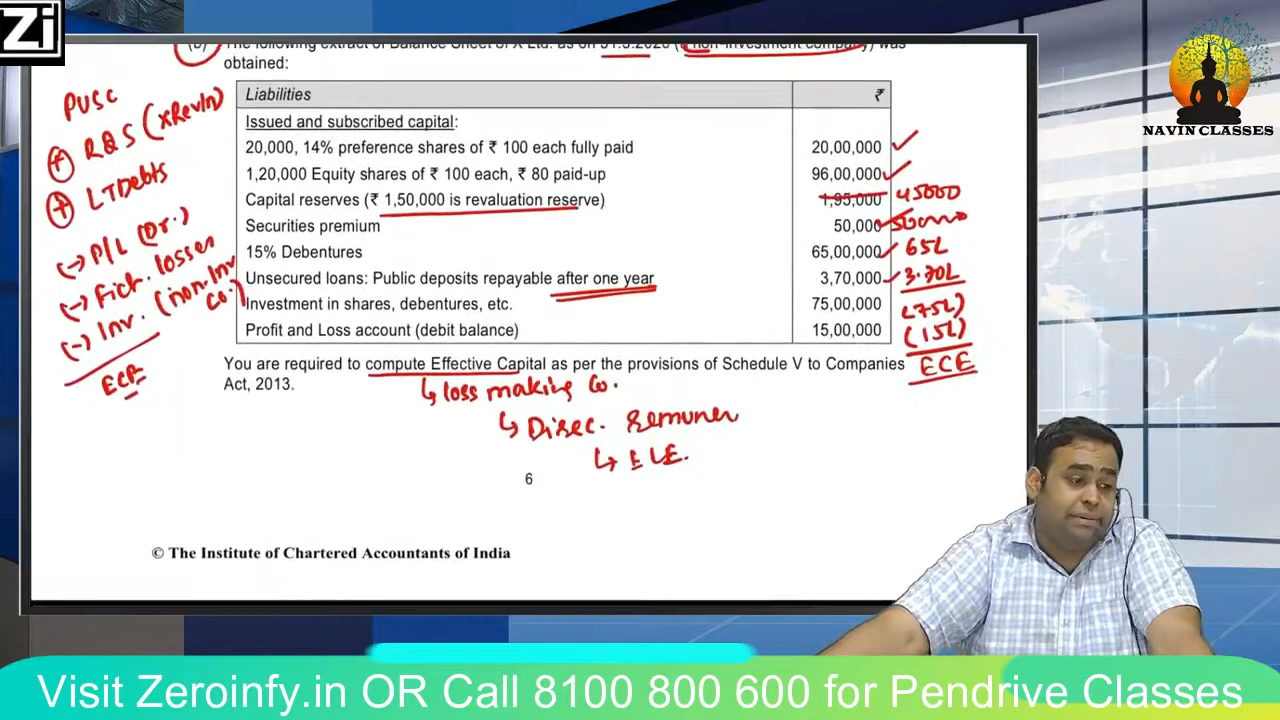 Zi
(b) The following extract of Balance Sheet of X Ltd. as on 31.3.2020 (a non-investment company) was
obtained:
Liabilities ₹
Issued and subscribed capital:
20,000, 14% preference shares of ₹ 100 each fully paid 20,00,000
1,20,000 Equity shares of ₹ 100 each, ₹ 80 paid-up 96,00,000
Capital reserves (₹ 1,50,000 is revaluation reserve) 1,95,000 45000
Securities premium 50,000 50000
15% Debentures 65,00,000 65L
Unsecured loans: Public deposits repayable after one year 3,70,000 3.70L
Investment in shares, debentures, etc. 75,00,000 (75L)
Profit and Loss account (debit balance) 15,00,000 (15L)
ECE
You are required to compute Effective Capital as per the provisions of Schedule V to Companies
Act, 2013.
PUSC
(+) R&S (xRevln)
(+) LTDebts
(-) P/L (Dr.)
(-) Fict. losses
(-) Inv. (non.Inv
Co.)
↳ loss making Co.
↳ Direc. Remuner
6
© The Institute of Chartered Accountants of India
NAVIN CLASSES
Visit Zeroinfy.in OR Call 8100 800 600 for Pendrive Classes